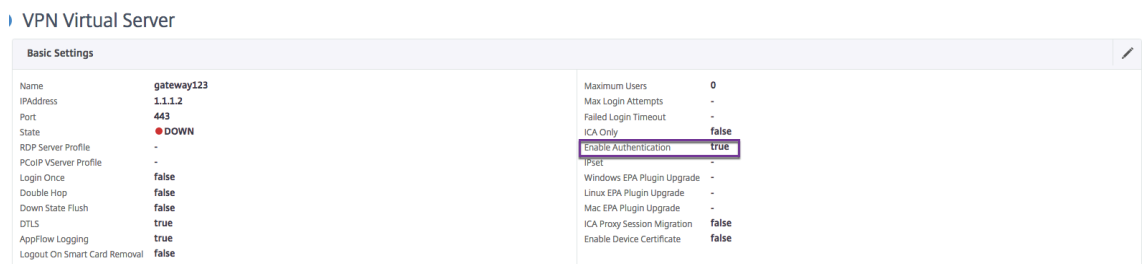 VPN Virtual Server
Basic Settings
Name gateway123
IPAddress 1.1.1.2
Port 443
State DOWN
RDP Server Profile -
PCoIP VServer Profile -
Login Once false
Double Hop false
Down State Flush false
DTLS true
AppFlow Logging true
Logout On Smart Card Removal false
Maximum Users 0
Max Login Attempts -
Failed Login Timeout -
ICA Only false
Enable Authentication true
IPset -
Windows EPA Plugin Upgrade -
Linux EPA Plugin Upgrade -
Mac EPA Plugin Upgrade -
ICA Proxy Session Migration false
Enable Device Certificate false